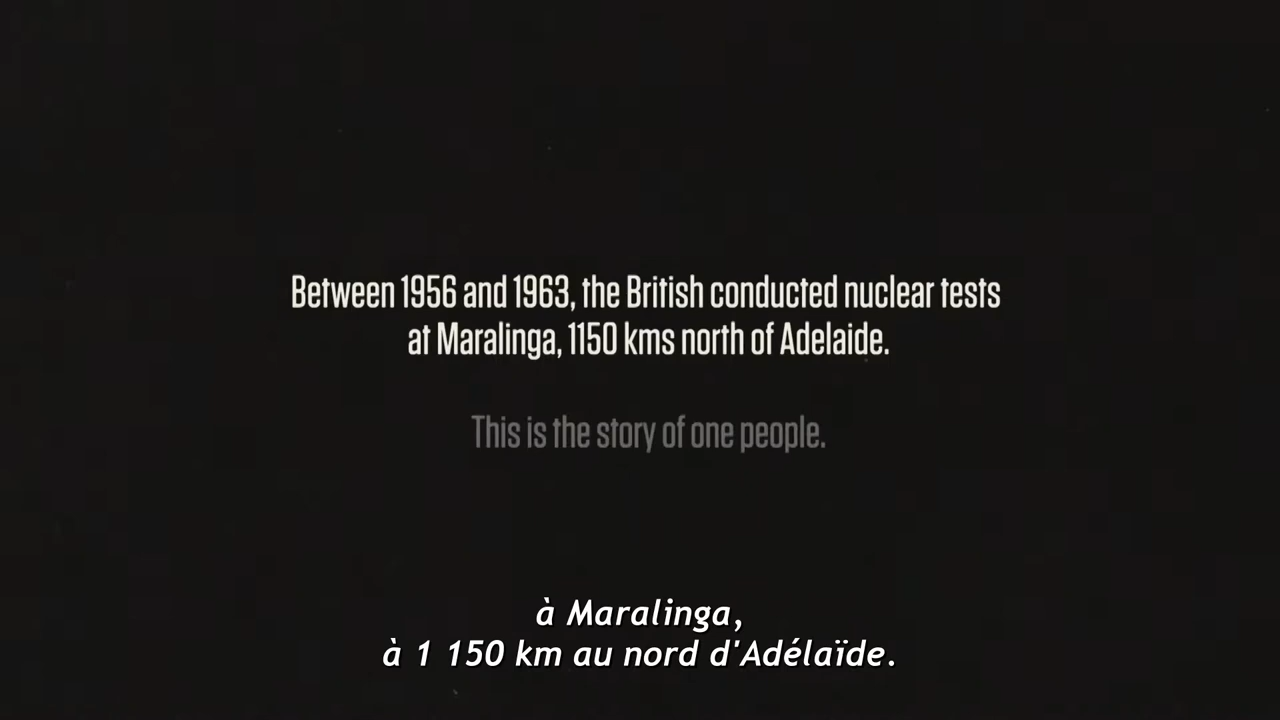 Between 1956 and 1963, the British conducted nuclear tests
at Maralinga, 1150 kms north of Adelaide.
This is the story of one people.
à Maralinga,
à 1 150 km au nord d'Adélaïde.